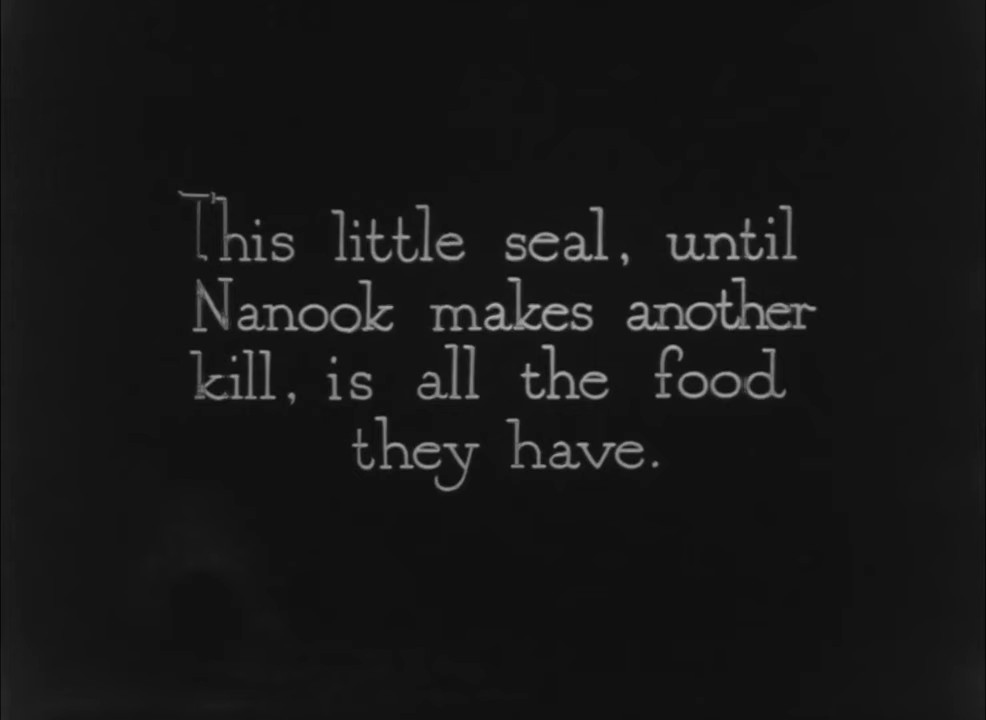 This little seal, until
Nanook makes another
kill, is all the food
they have.